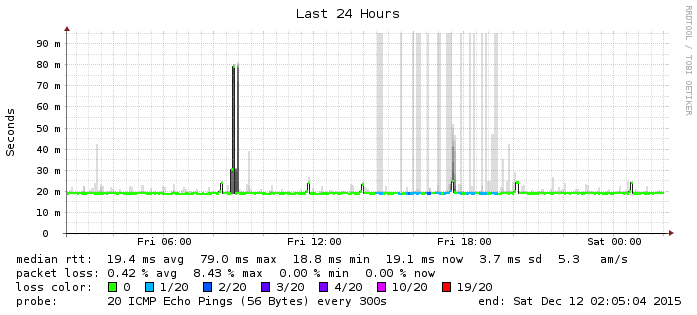 Last 24 Hours
RRDTOOL / TOBI OETIKER
Seconds
90 m
80 m
70 m
60 m
50 m
40 m
30 m
20 m
10 m
0
Fri 06:00 Fri 12:00 Fri 18:00 Sat 00:00
median rtt: 19.4 ms avg 79.0 ms max 18.8 ms min 19.1 ms now 3.7 ms sd 5.3 am/s
packet loss: 0.42 % avg 8.43 % max 0.00 % min 0.00 % now
loss color: 0 1/20 2/20 3/20 4/20 10/20 19/20
probe: 20 ICMP Echo Pings (56 Bytes) every 300s end: Sat Dec 12 02:05:04 2015